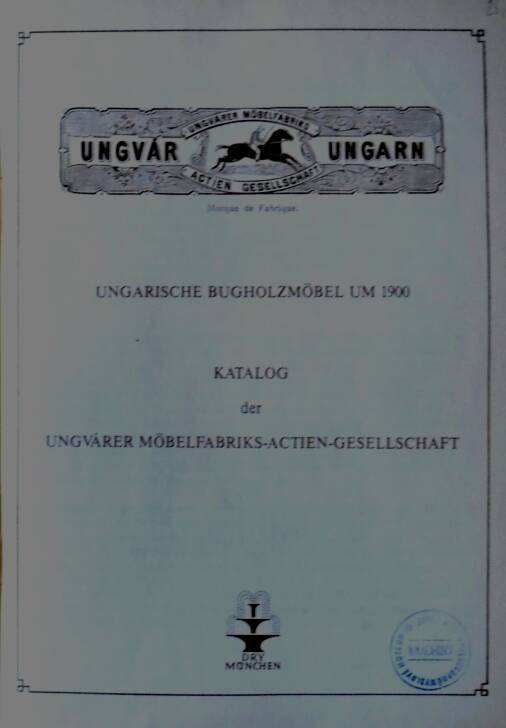 UNGVÁRER MÖBELFABRIKS
UNGVÁR UNGARN
ACTIEN GESELLSCHAFT
Marque de Fabrique.
UNGARISCHE BUGHOLZMÖBEL UM 1900
KATALOG
der
UNGVÁRER MÖBELFABRIKS-ACTIEN-GESELLSCHAFT
DRY
MÜNCHEN